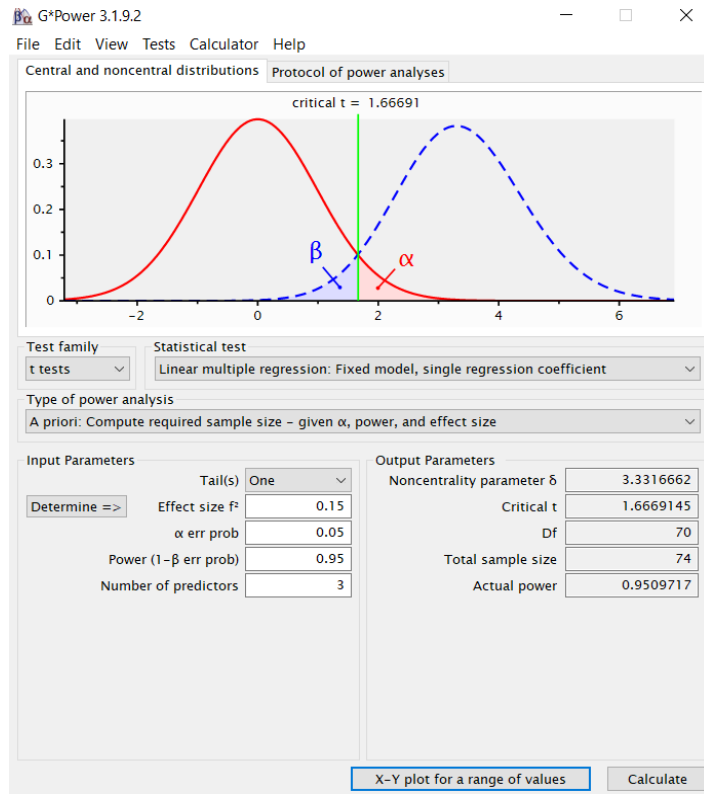 βα G*Power 3.1.9.2
File Edit View Tests Calculator Help
Central and noncentral distributions Protocol of power analyses
critical t = 1.66691
0.3
0.2
0.1
0
β α
-2 0 2 4 6
Test family Statistical test
t tests Linear multiple regression: Fixed model, single regression coefficient
Type of power analysis
A priori: Compute required sample size – given α, power, and effect size
Input Parameters Output Parameters
Tail(s) One Noncentrality parameter δ 3.3316662
Determine => Effect size f² 0.15 Critical t 1.6669145
α err prob 0.05 Df 70
Power (1-β err prob) 0.95 Total sample size 74
Number of predictors 3 Actual power 0.9509717
X-Y plot for a range of values Calculate